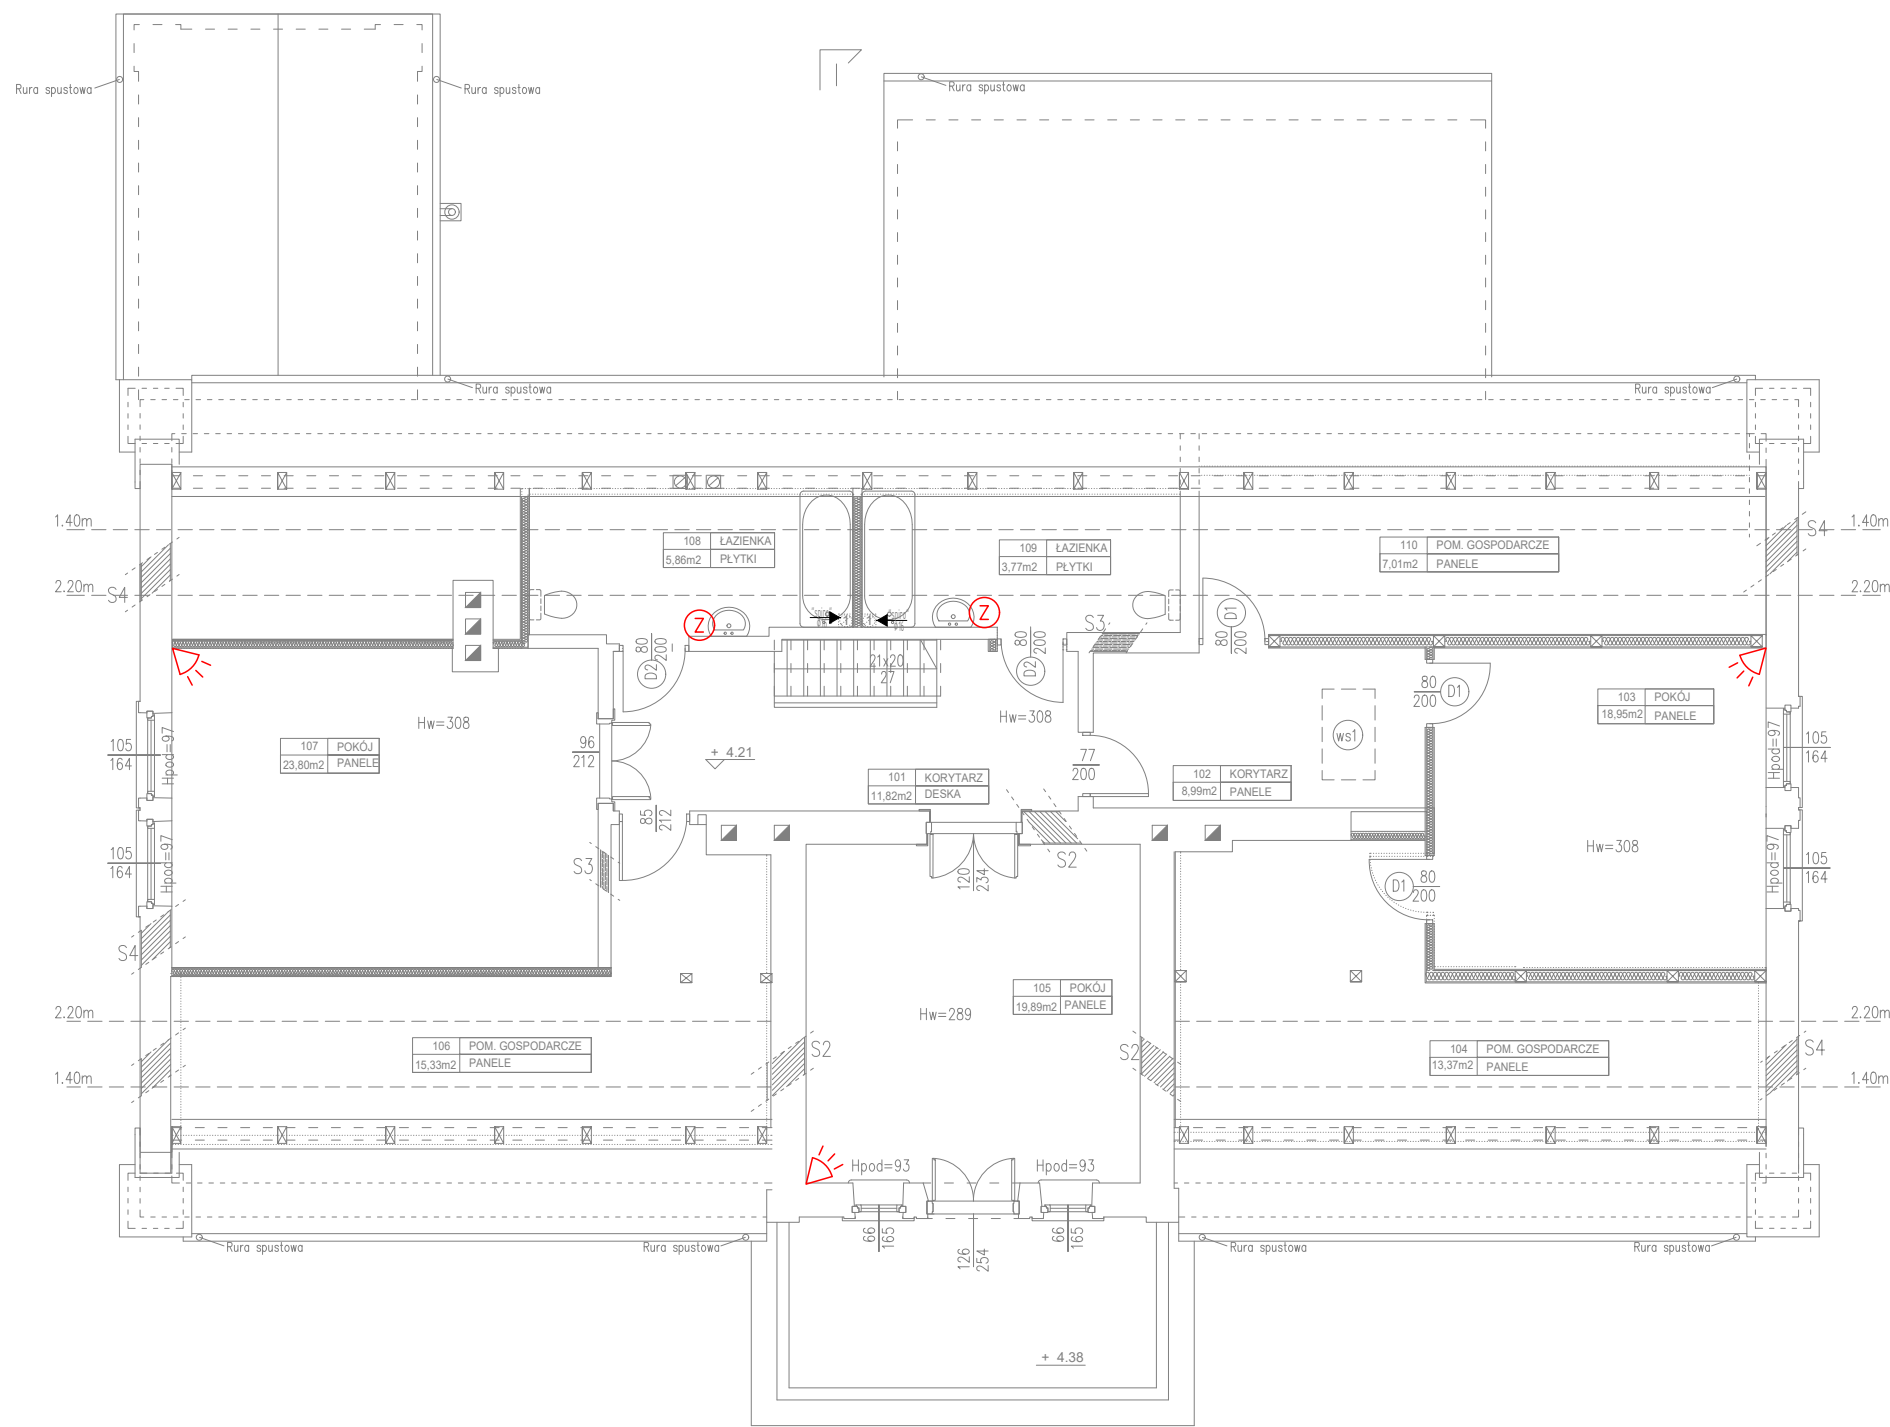 Rura spustowa
Rura spustowa
Rura spustowa
Rura spustowa
Rura spustowa
1.40m
1.40m
S4
108 ŁAZIENKA
5,86m2 PŁYTKI
109 ŁAZIENKA
3,77m2 PŁYTKI
110 POM. GOSPODARCZE
7,01m2 PANELE
2.20m
2.20m
S4
Z
Z
S3
80
200
D2
80
200
D2
80
200
D1
21x20
27
80
200
D1
103 POKÓJ
18,95m2 PANELE
Hw=308
Hw=308
107 POKÓJ
23,80m2 PANELE
96
212
+ 4.21
77
200
ws1
105
164
Hpod=97
105
164
Hpod=97
101 KORYTARZ
11,82m2 DESKA
102 KORYTARZ
8,99m2 PANELE
85
212
S3
S2
120
234
Hw=308
105
164
Hpod=97
105
164
Hpod=97
D1
80
200
S4
105 POKÓJ
19,89m2 PANELE
Hw=289
2.20m
2.20m
106 POM. GOSPODARCZE
15,33m2 PANELE
S2
S2
104 POM. GOSPODARCZE
13,37m2 PANELE
S4
1.40m
1.40m
Hpod=93
Hpod=93
66
165
126
254
66
165
Rura spustowa
Rura spustowa
Rura spustowa
Rura spustowa
+ 4.38